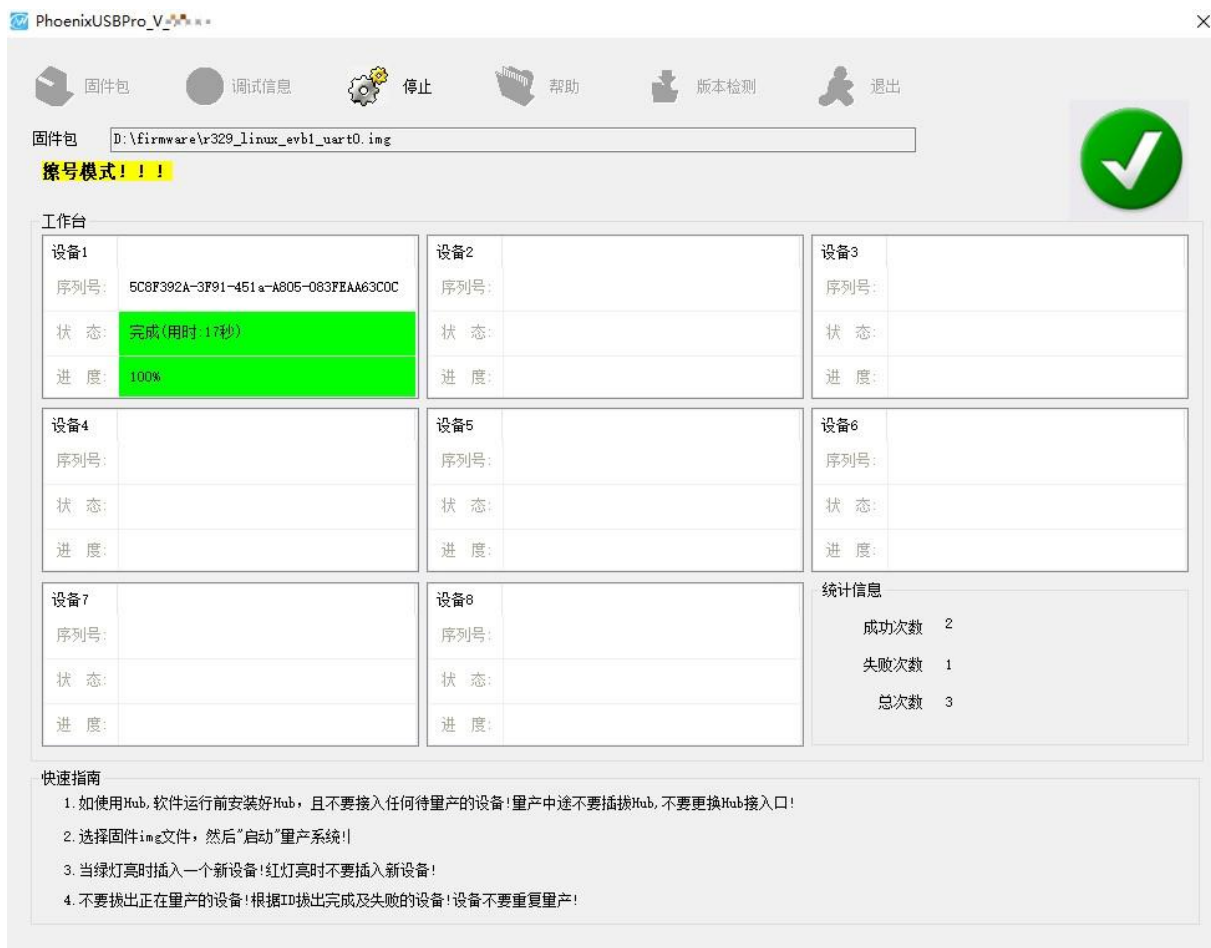 PhoenixUSBPro_V_
固件包 调试信息 停止 帮助 版本检测 退出
固件包 D:\firmware\r329_linux_evb1_uart0.img
擦号模式!!!
工作台
设备1 设备2 设备3
序列号: 5C8F392A-3F91-451a-A805-083FEAA63C0C 序列号: 序列号:
状 态: 完成(用时:17秒) 状 态: 状 态:
进 度: 100% 进 度: 进 度:
设备4 设备5 设备6
序列号: 序列号: 序列号:
状 态: 状 态: 状 态:
进 度: 进 度: 进 度:
设备7 设备8 统计信息
序列号: 序列号: 成功次数 2
状 态: 状 态: 失败次数 1
进 度: 进 度: 总次数 3
快速指南
1.如使用Hub,软件运行前安装好Hub,且不要接入任何待量产的设备!量产中途不要插拔Hub,不要更换Hub接入口!
2.选择固件img文件,然后"启动"量产系统!
3.当绿灯亮时插入一个新设备!红灯亮时不要插入新设备!
4.不要拔出正在量产的设备!根据ID拔出完成及失败的设备!设备不要重复量产!